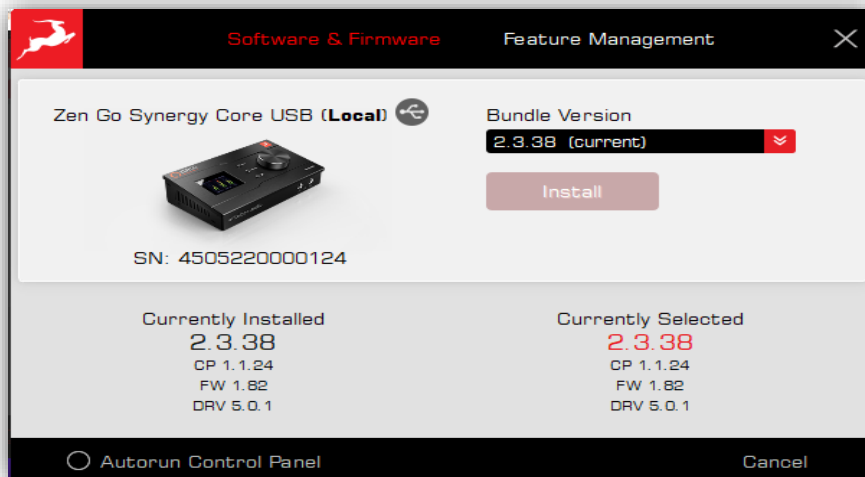 Software & Firmware
Feature Management
Zen Go Synergy Core USB (Local)
Bundle Version
2.3.38 (current)
Install
SN: 4505220000124
Currently Installed
2.3.38
CP 1.1.24
FW 1.82
DRV 5.0.1
Currently Selected
2.3.38
CP 1.1.24
FW 1.82
DRV 5.0.1
Autorun Control Panel
Cancel